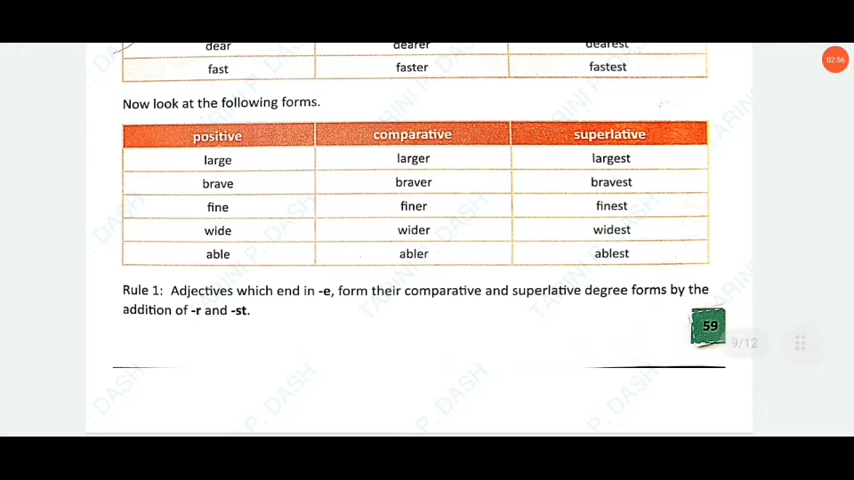 02:56
dear dearer dearest
fast faster fastest
Now look at the following forms.
positive comparative superlative
large larger largest
brave braver bravest
fine finer finest
wide wider widest
able abler ablest
Rule 1: Adjectives which end in -e, form their comparative and superlative degree forms by the
addition of -r and -st.
59
9/12
TARINI P. DASH